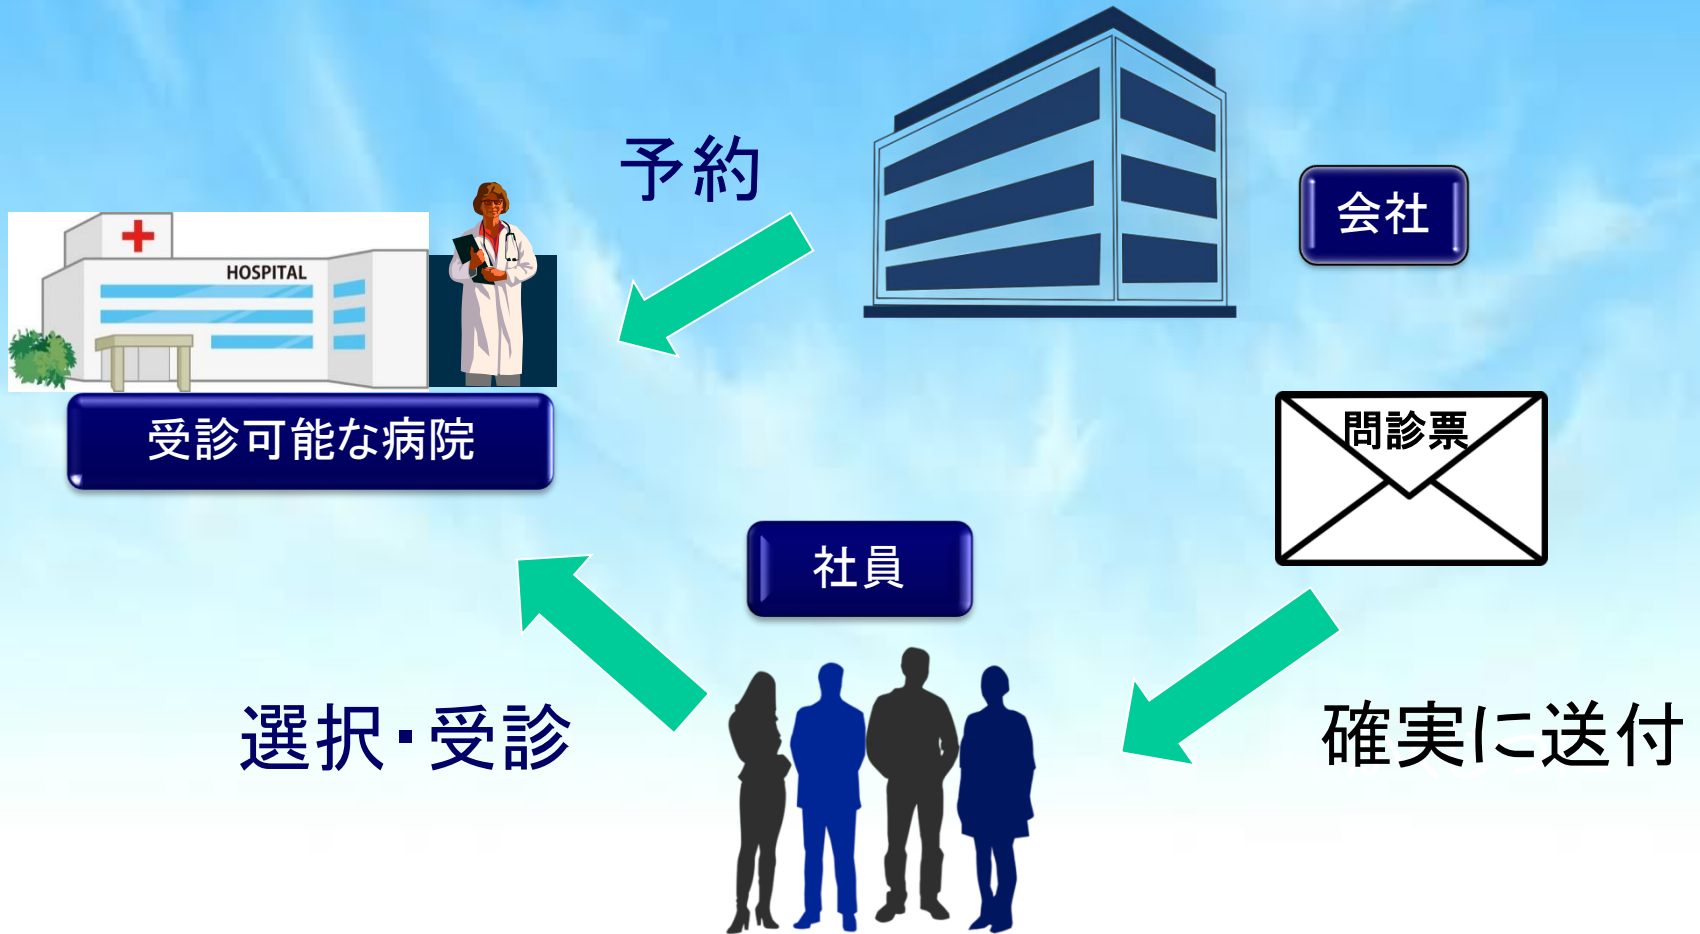 予約
会社
HOSPITAL
受診可能な病院
問診票
社員
選択・受診
確実に送付